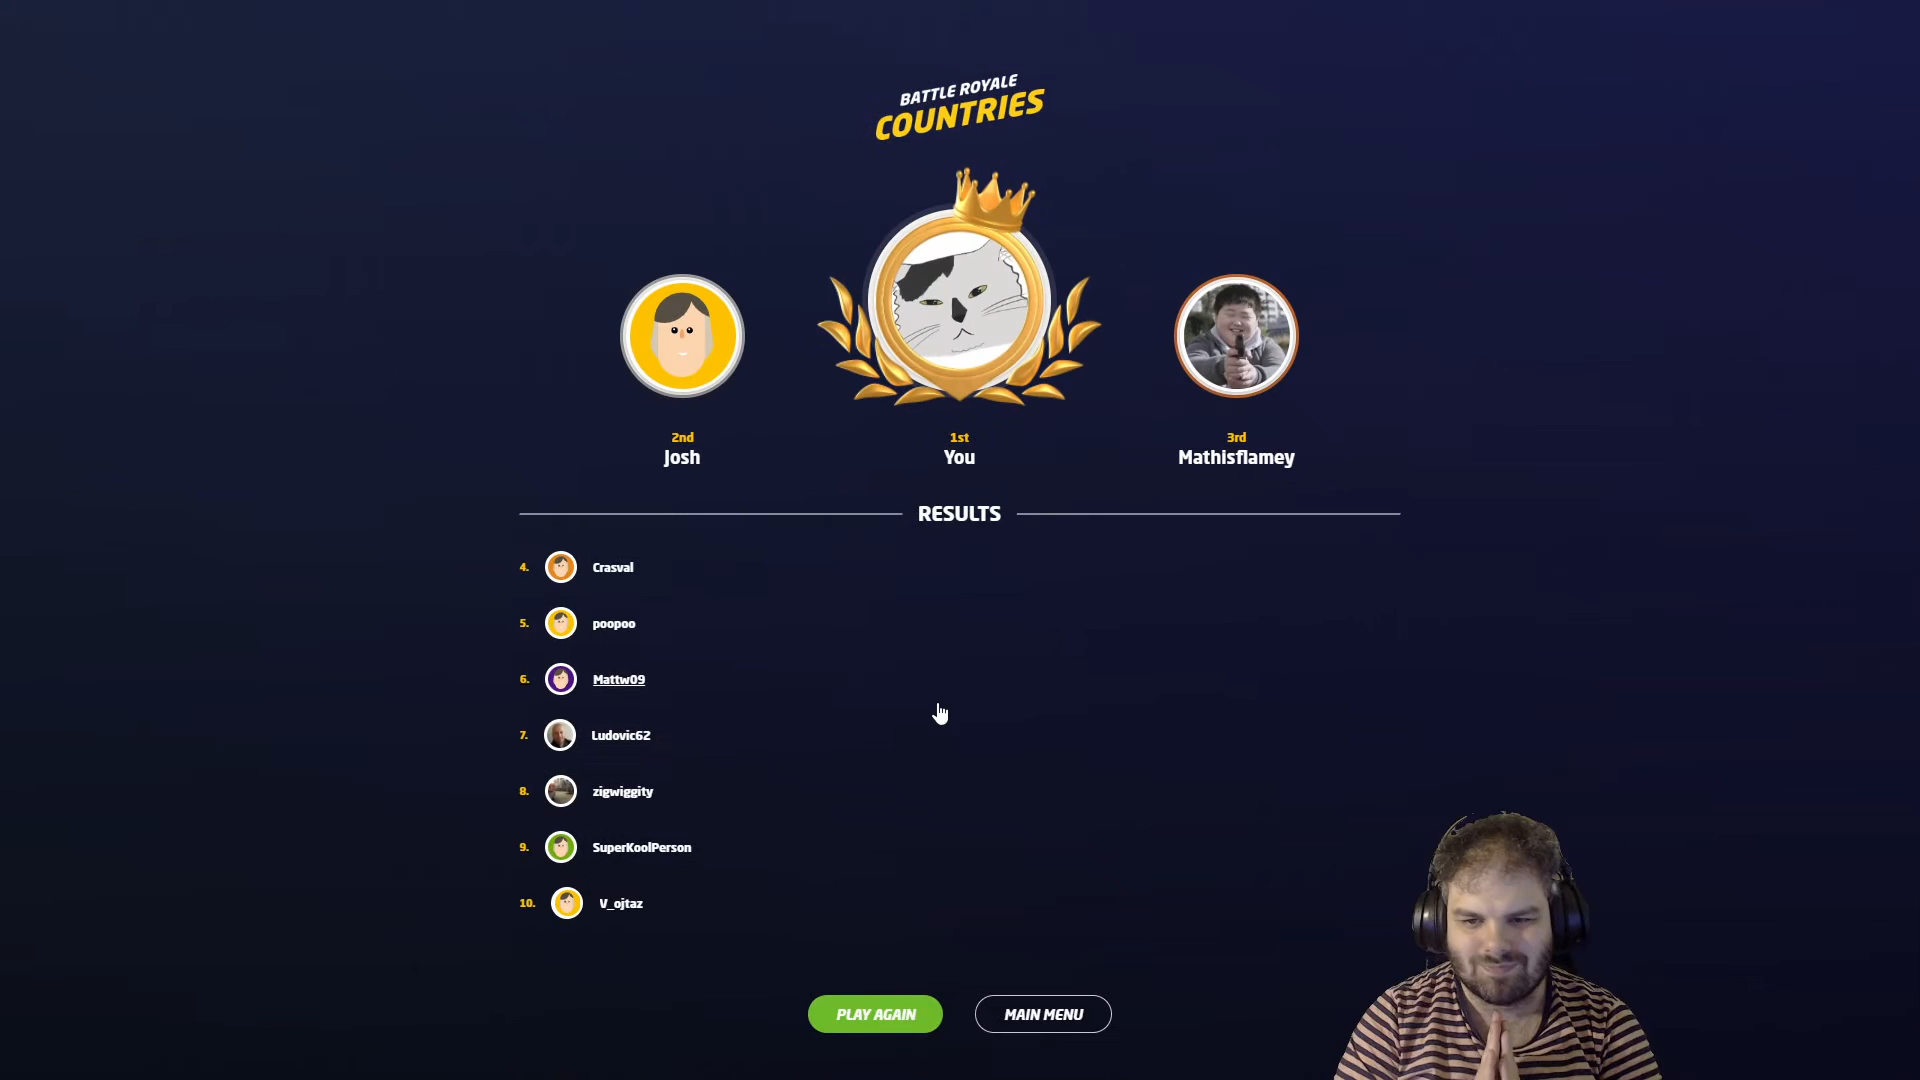 BATTLE ROYALE
COUNTRIES
2nd
Josh
1st
You
3rd
Mathisflamey
RESULTS
4. Crasval
5. poopoo
6. Mattw09
7. Ludovic62
8. zigwiggity
9. SuperKoolPerson
10. V_ojtaz
PLAY AGAIN
MAIN MENU